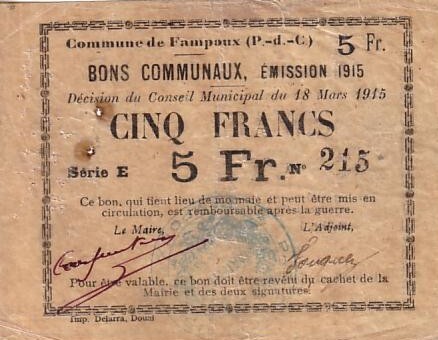 Commune de Fampoux (P.-d.-C) 5 Fr.
BONS COMMUNAUX, ÉMISSION 1915
Décision du Conseil Municipal du 18 Mars 1915
CINQ FRANCS
Série E 5 Fr. No 215
Ce bon, qui tient lieu de monnaie et peut être mis en
circulation, est remboursable après la guerre.
Le Maire, L'Adjoint,
Pour être valable, ce bon doit être revêtu du cachet de la
Mairie et des deux signatures.
Imp. Delarra, Douai